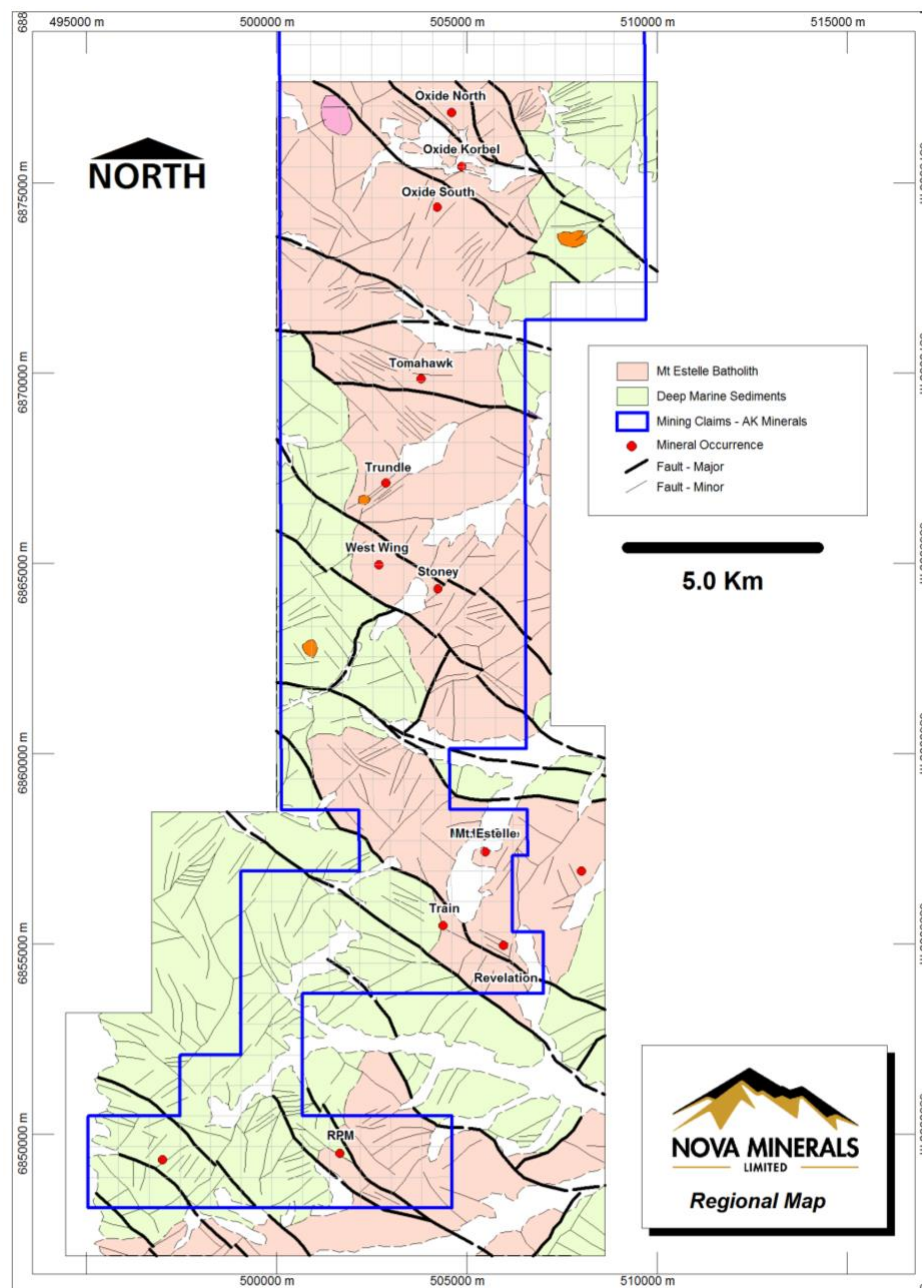 495000 m
500000 m
505000 m
510000 m
515000 m
688
NORTH
Oxide North
Oxide Korbel
Oxide South
6875000 m
Tomahawk
6870000 m
Mt Estelle Batholith
Deep Marine Sediments
Mining Claims - AK Minerals
Mineral Occurrence
Fault - Major
Fault - Minor
Trundle
West Wing
Stoney
6865000 m
5.0 Km
6860000 m
Mt. Estelle
Train
6855000 m
Revelation
RPM
6850000 m
NOVA MINERALS
LIMITED
Regional Map
500000 m
505000 m
510000 m